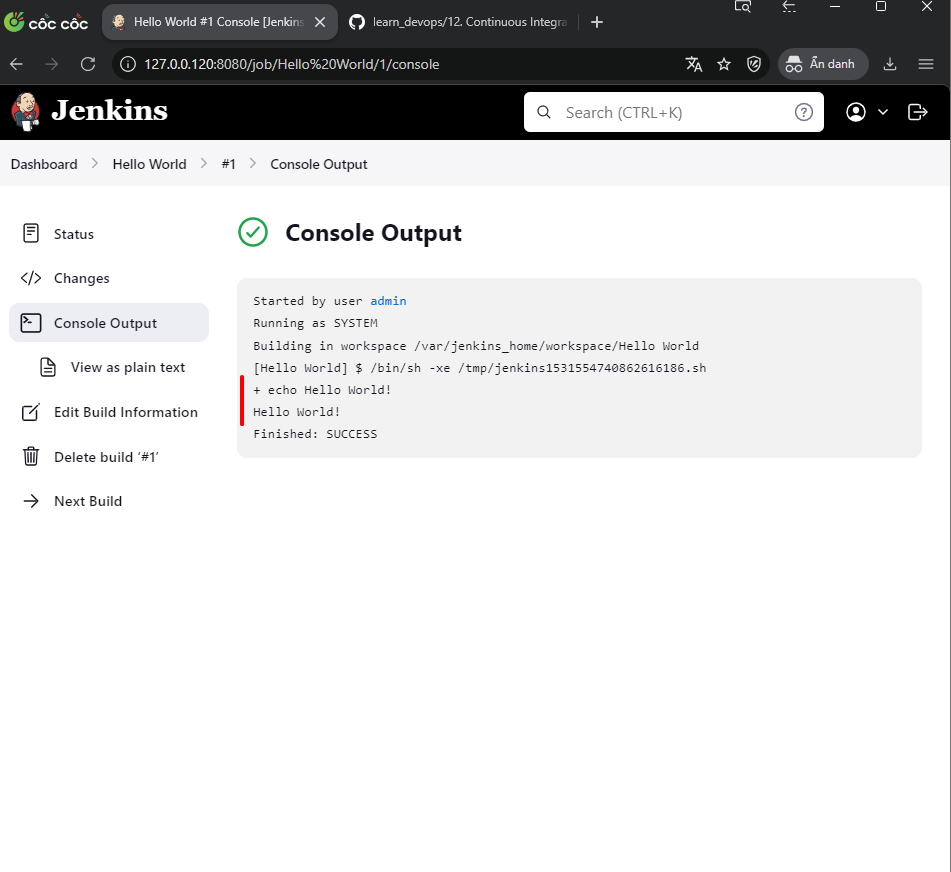 cốc cốc
Hello World #1 Console [Jenkins
learn_devops/12. Continuous Integra
127.0.0.120:8080/job/Hello%20World/1/console
Ẩn danh
Jenkins
Search (CTRL+K)
Dashboard
Hello World
#1
Console Output
Status
Changes
Console Output
View as plain text
Edit Build Information
Delete build ‘#1’
Next Build
Console Output
Started by user admin
Running as SYSTEM
Building in workspace /var/jenkins_home/workspace/Hello World
[Hello World] $ /bin/sh -xe /tmp/jenkins1531554740862616186.sh
+ echo Hello World!
Hello World!
Finished: SUCCESS